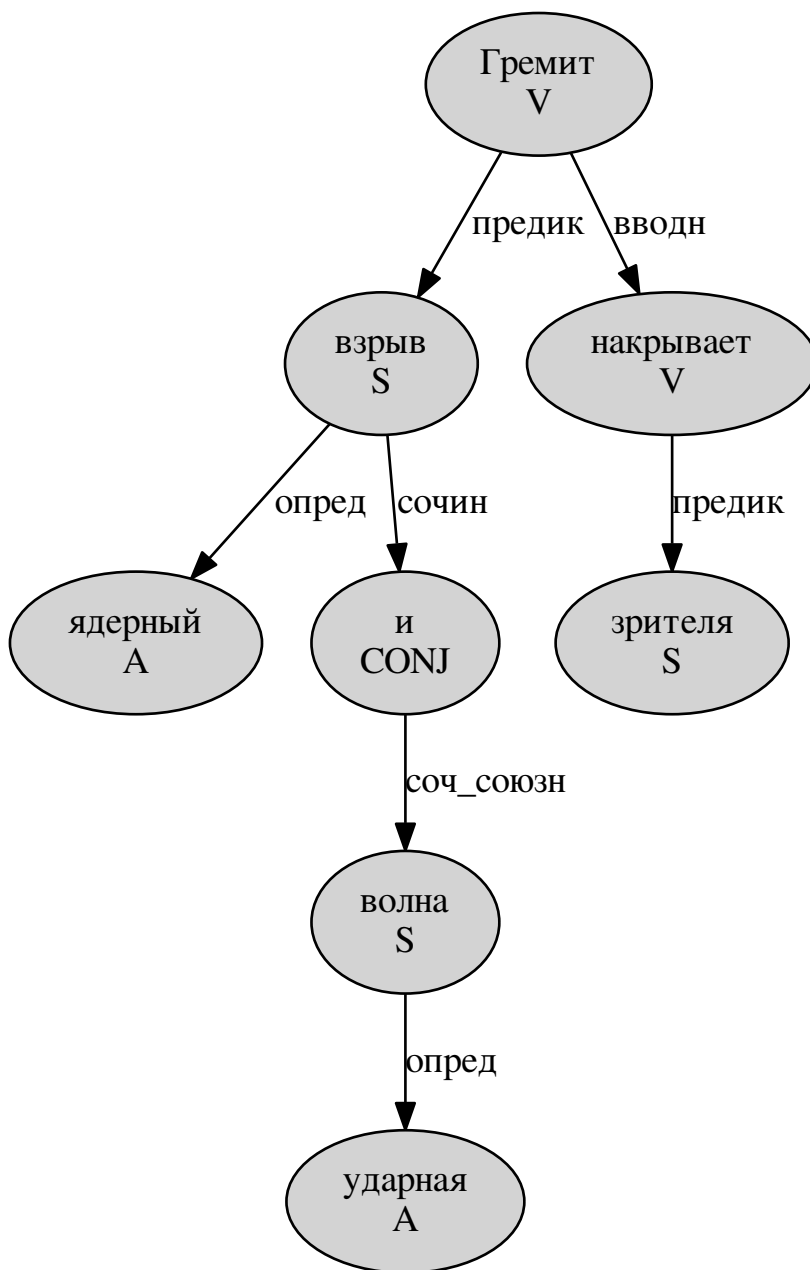 Гремит
V
предик
вводн
взрыв
S
накрывает
V
опред
сочин
предик
ядерный
A
и
CONJ
зрителя
S
соч_союзн
волна
S
опред
ударная
A